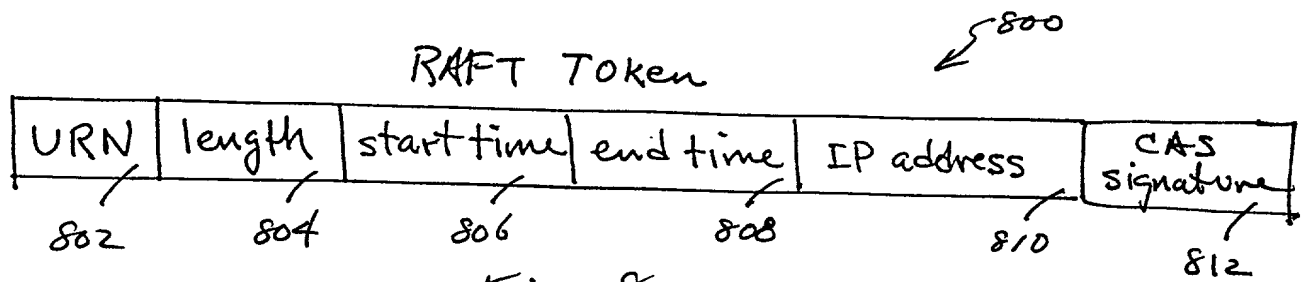 800
RAFT Token
URN length start time end time IP address CAS
signature
802 804 806 808 810 812